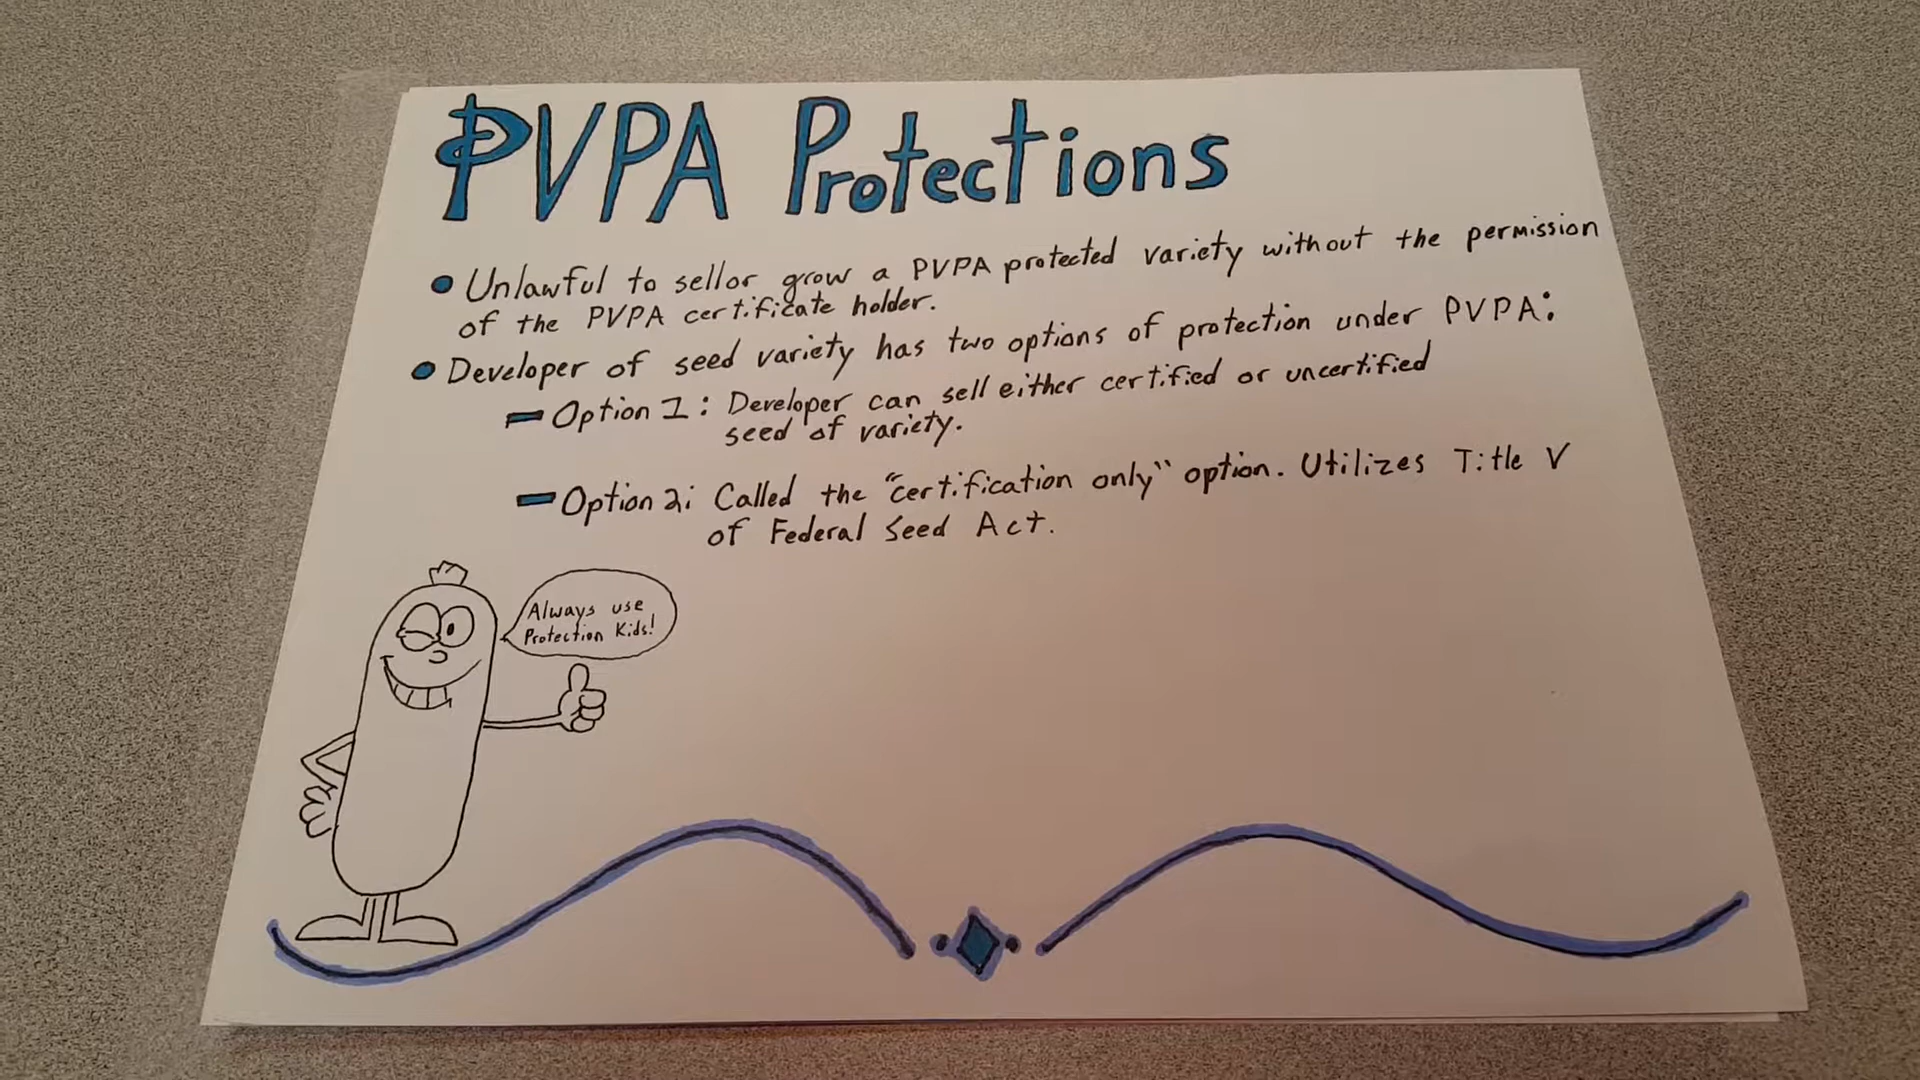 PVPA Protections
• Unlawful to sellor grow a PVPA protected variety without the permission
of the PVPA certificate holder.
• Developer of seed variety has two options of protection under PVPA:
– Option 1: Developer can sell either certified or uncertified
seed of variety.
– Option 2: Called the "certification only" option. Utilizes Title V
of Federal Seed Act.
Always use
Protection Kids!